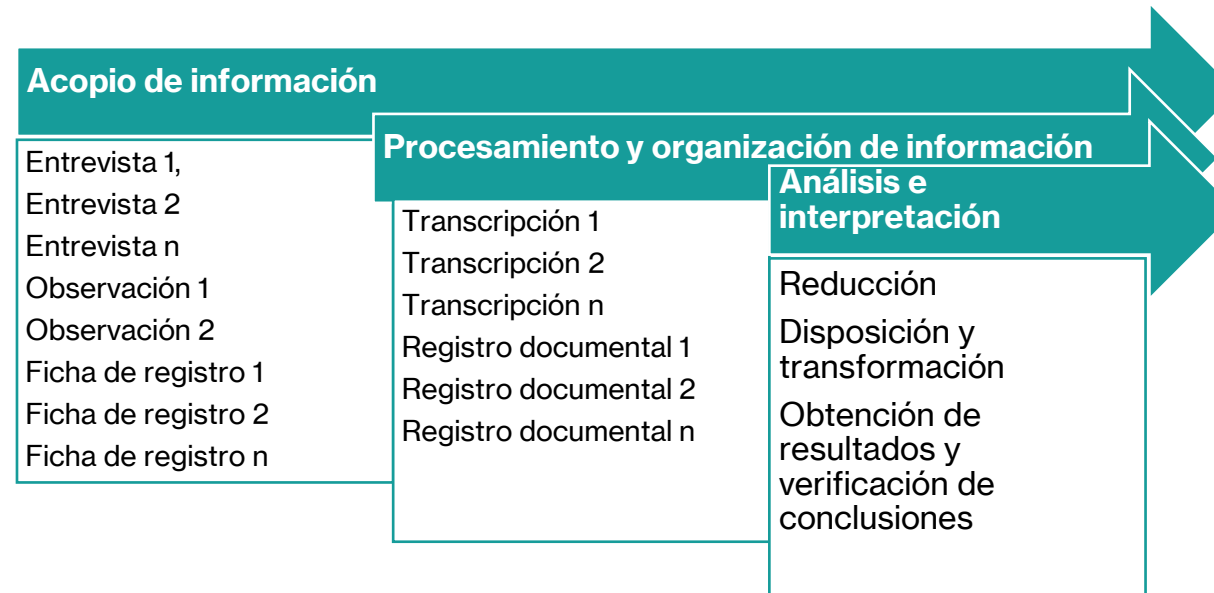 Acopio de información
Entrevista 1,
Entrevista 2
Entrevista n
Observación 1
Observación 2
Ficha de registro 1
Ficha de registro 2
Ficha de registro n
Procesamiento y organización de información
Transcripción 1
Transcripción 2
Transcripción n
Registro documental 1
Registro documental 2
Registro documental n
Análisis e
interpretación
Reducción
Disposición y
transformación
Obtención de
resultados y
verificación de
conclusiones